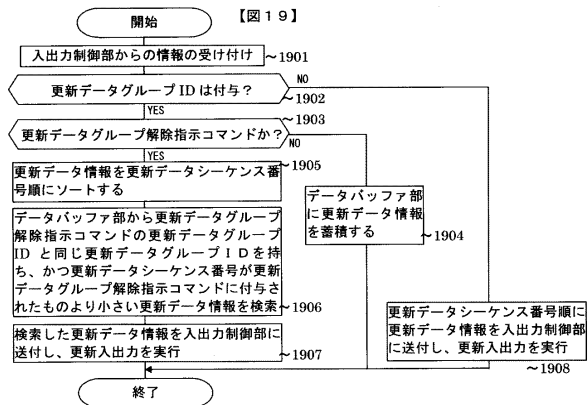 【図19】
開始
入出力制御部からの情報の受け付け
～1901
更新データグループIDは付与?
NO
～1902
YES
1903
更新データグループ解除指示コマンドか?
NO
YES
1905
更新データ情報を更新データシーケンス番
号順にソートする
データバッファ部
に更新データ情報
を蓄積する
～1904
データバッファ部から更新データグループ
解除指示コマンドの更新データグループ
IDと同じ更新データグループIDを持
ち、かつ更新データシーケンス番号が更新
データグループ解除指示コマンドに付与さ
れたものより小さい更新データ情報を検索
～1906
検索した更新データ情報を入出力制御部に
送付し、更新入出力を実行
～1907
更新データシーケンス番号順に
更新データ情報を入出力制御部
に送付し、更新入出力を実行
～1908
終了